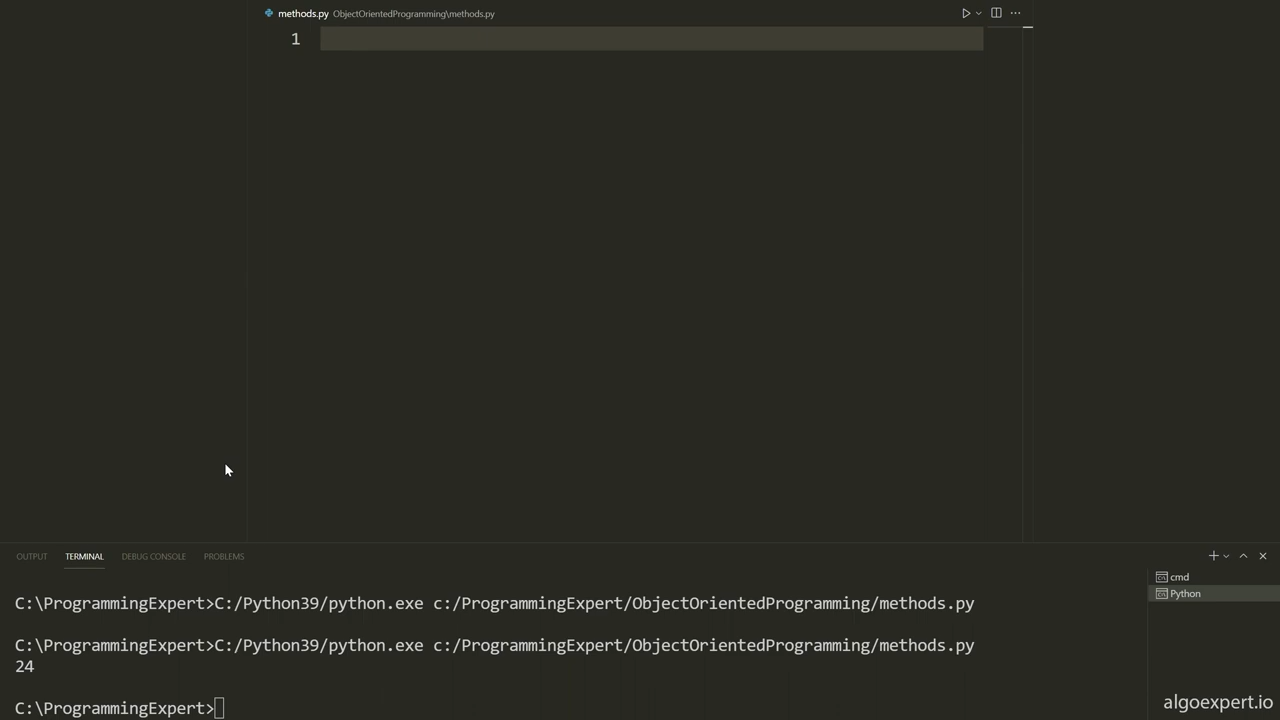 methods.py ObjectOrientedProgramming\methods.py
1
OUTPUT TERMINAL DEBUG CONSOLE PROBLEMS
cmd
Python
C:\ProgrammingExpert>C:/Python39/python.exe c:/ProgrammingExpert/ObjectOrientedProgramming/methods.py
C:\ProgrammingExpert>C:/Python39/python.exe c:/ProgrammingExpert/ObjectOrientedProgramming/methods.py
24
C:\ProgrammingExpert>
algoexpert.io